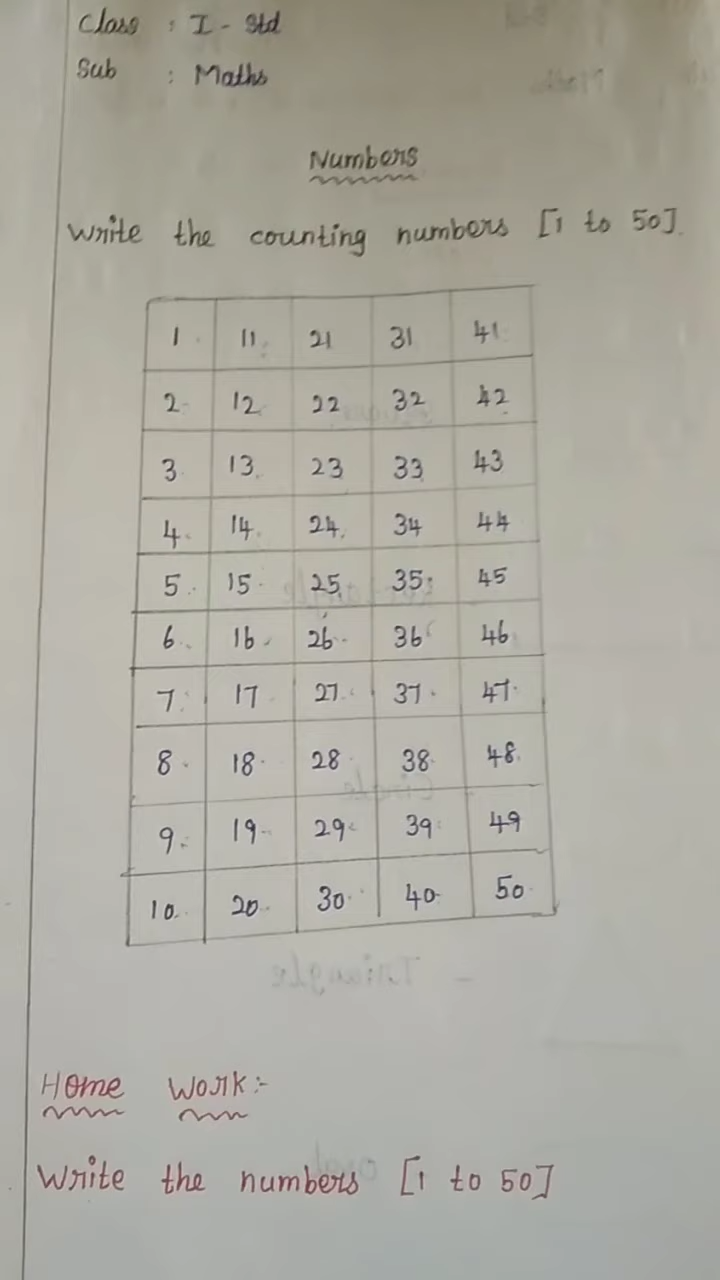 Class : I - Std
Sub : Maths
Numbers
Write the counting numbers [1 to 50].
1 11 21 31 41
2 12 22 32 42
3 13 23 33 43
4 14 24 34 44
5 15 25 35 45
6 16 26 36 46
7 17 27 37 47
8 18 28 38 48
9 19 29 39 49
10 20 30 40 50
Home Work:-
Write the numbers [1 to 50]